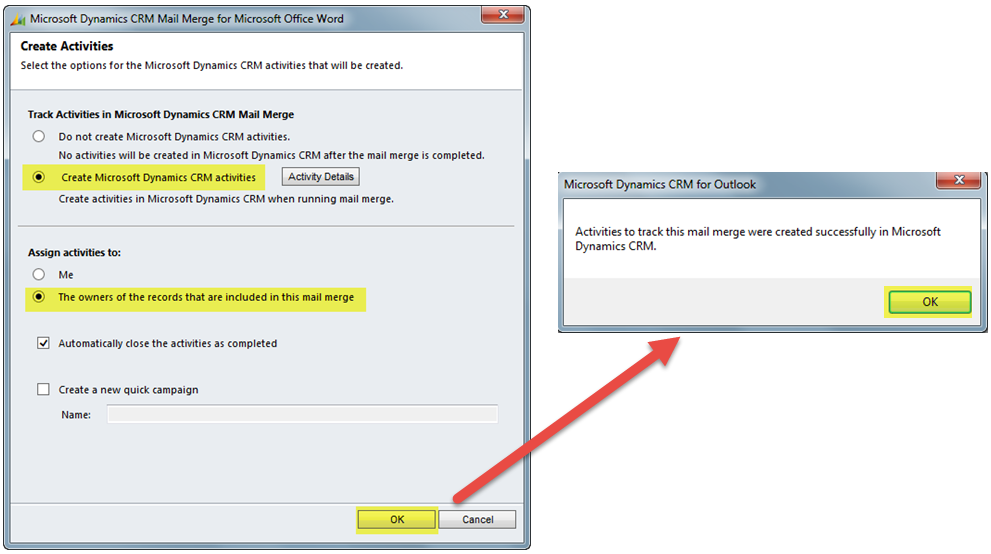 Microsoft Dynamics CRM Mail Merge for Microsoft Office Word
Create Activities
Select the options for the Microsoft Dynamics CRM activities that will be created.
Track Activities in Microsoft Dynamics CRM Mail Merge
Do not create Microsoft Dynamics CRM activities.
No activities will be created in Microsoft Dynamics CRM after the mail merge is completed.
Create Microsoft Dynamics CRM activities
Activity Details
Create activities in Microsoft Dynamics CRM when running mail merge.
Assign activities to:
Me
The owners of the records that are included in this mail merge
Automatically close the activities as completed
Create a new quick campaign
Name:
OK
Cancel
Microsoft Dynamics CRM for Outlook
Activities to track this mail merge were created successfully in Microsoft
Dynamics CRM.
OK